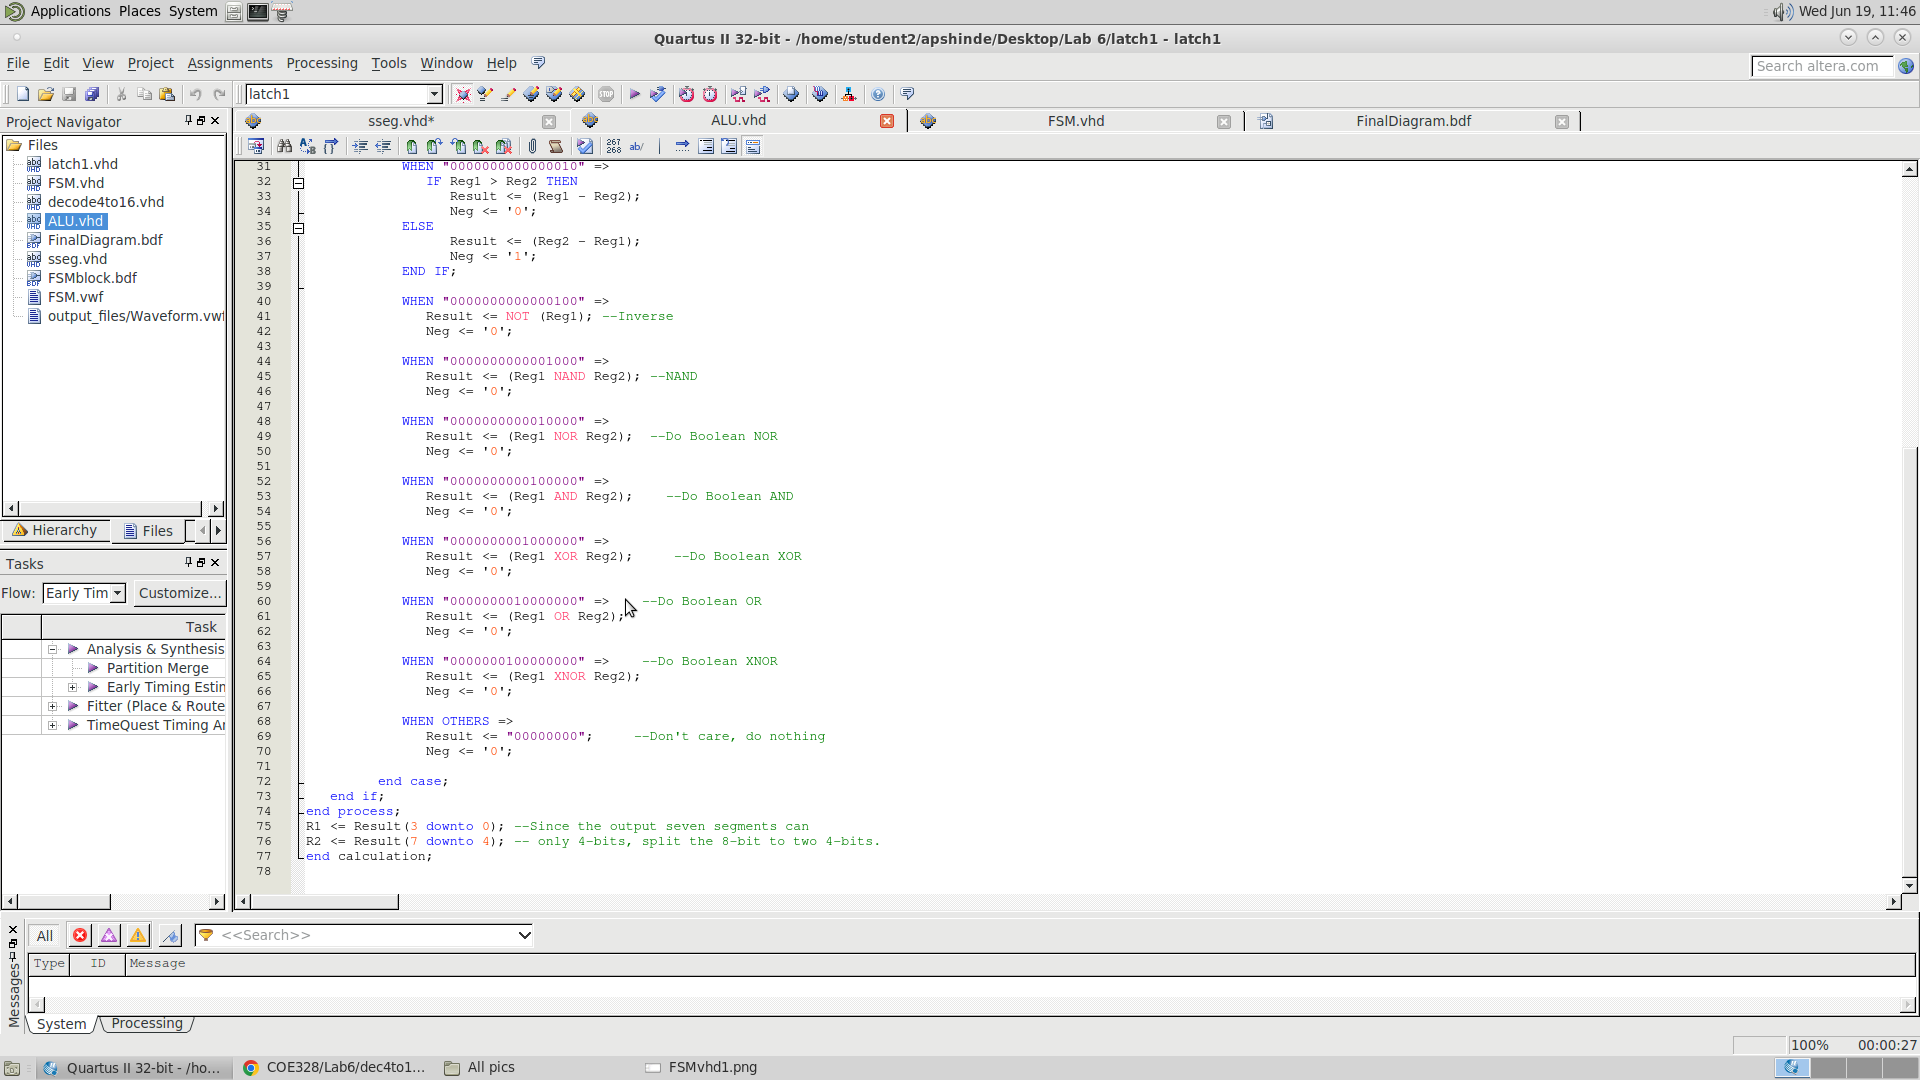 Applications Places System
Wed Jun 19, 11:46
Quartus II 32-bit - /home/student2/apshinde/Desktop/Lab 6/latch1 - latch1
File Edit View Project Assignments Processing Tools Window Help
Search altera.com
latch1
STOP
Project Navigator
Files
latch1.vhd
FSM.vhd
decode4to16.vhd
ALU.vhd
FinalDiagram.bdf
sseg.vhd
FSMblock.bdf
FSM.vwf
output_files/Waveform.vwf
Hierarchy
Files
Tasks
Flow: Early Tim Customize...
Task
Analysis & Synthesis
Partition Merge
Early Timing Estin
Fitter (Place & Route
TimeQuest Timing Ar
sseg.vhd* ALU.vhd FSM.vhd FinalDiagram.bdf
267
268
ab/
31 WHEN "0000000000000010" =>
32 IF Reg1 > Reg2 THEN
33 Result <= (Reg1 - Reg2);
34 Neg <= '0';
35 ELSE
36 Result <= (Reg2 - Reg1);
37 Neg <= '1';
38 END IF;
39
40 WHEN "0000000000000100" =>
41 Result <= NOT (Reg1); --Inverse
42 Neg <= '0';
43
44 WHEN "0000000000001000" =>
45 Result <= (Reg1 NAND Reg2); --NAND
46 Neg <= '0';
47
48 WHEN "0000000000010000" =>
49 Result <= (Reg1 NOR Reg2); --Do Boolean NOR
50 Neg <= '0';
51
52 WHEN "0000000000100000" =>
53 Result <= (Reg1 AND Reg2); --Do Boolean AND
54 Neg <= '0';
55
56 WHEN "0000000001000000" =>
57 Result <= (Reg1 XOR Reg2); --Do Boolean XOR
58 Neg <= '0';
59
60 WHEN "0000000010000000" => --Do Boolean OR
61 Result <= (Reg1 OR Reg2);
62 Neg <= '0';
63
64 WHEN "0000000100000000" => --Do Boolean XNOR
65 Result <= (Reg1 XNOR Reg2);
66 Neg <= '0';
67
68 WHEN OTHERS =>
69 Result <= "00000000"; --Don't care, do nothing
70 Neg <= '0';
71
72 end case;
73 end if;
74 end process;
75 R1 <= Result(3 downto 0); --Since the output seven segments can
76 R2 <= Result(7 downto 4); -- only 4-bits, split the 8-bit to two 4-bits.
77 end calculation;
78
All
<<Search>>
Type ID Message
Messages
System Processing
100% 00:00:27
Quartus II 32-bit - /ho...
COE328/Lab6/dec4to1...
All pics
FSMvhd1.png